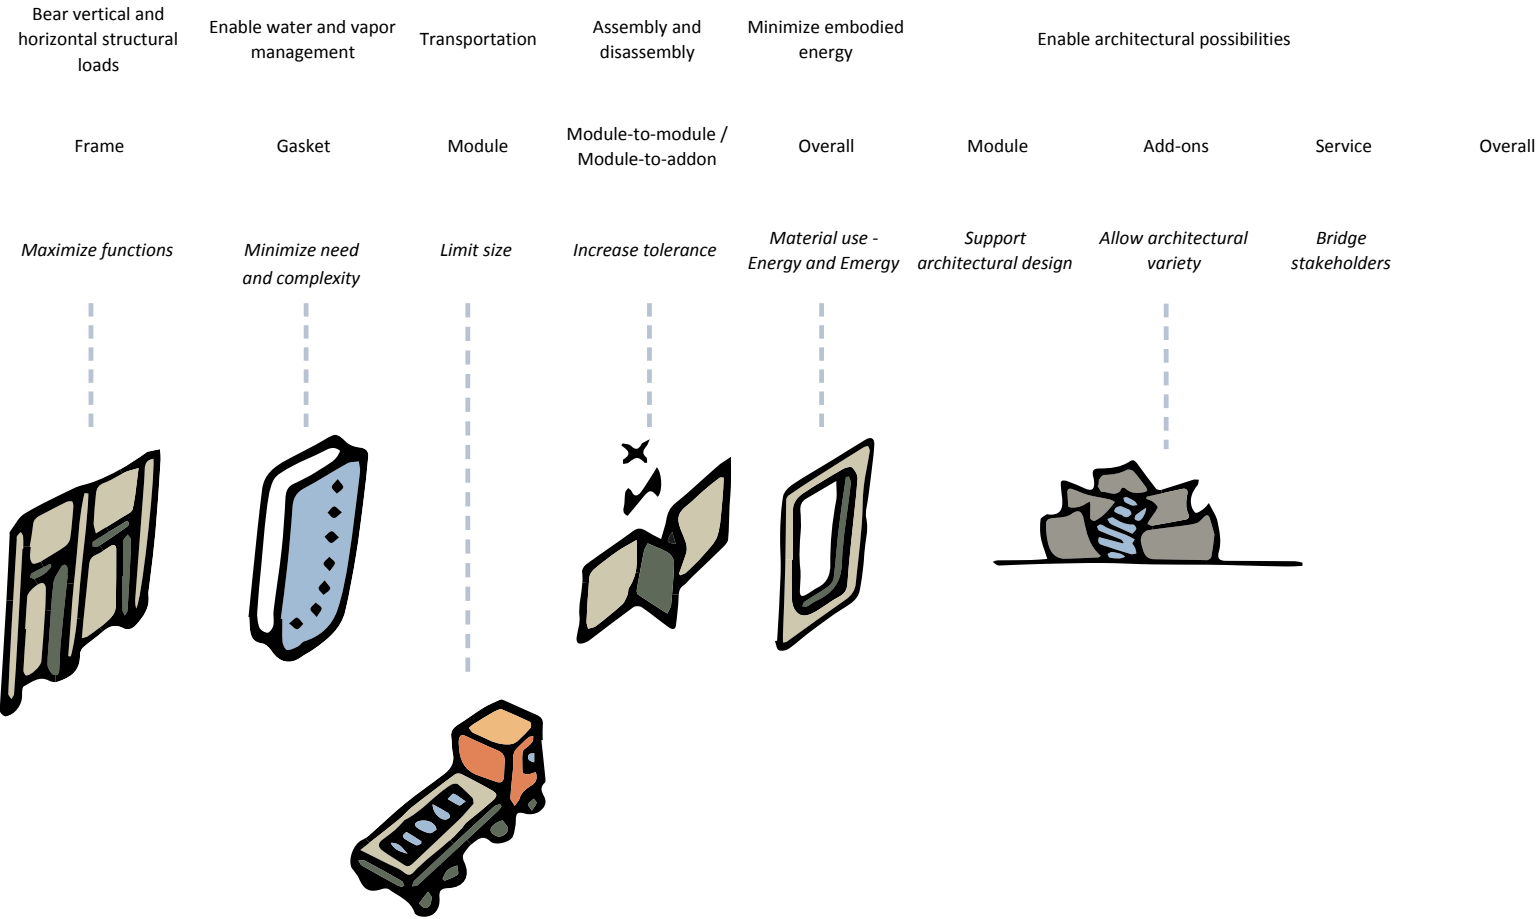 Bear vertical and
horizontal structural
loads
Enable water and vapor
management
Transportation
Assembly and
disassembly
Minimize embodied
energy
Enable architectural possibilities
Frame
Gasket
Module
Module-to-module /
Module-to-addon
Overall
Module
Add-ons
Service
Overall
Maximize functions
Minimize need
and complexity
Limit size
Increase tolerance
Material use -
Energy and Emergy
Support
architectural design
Allow architectural
variety
Bridge
stakeholders